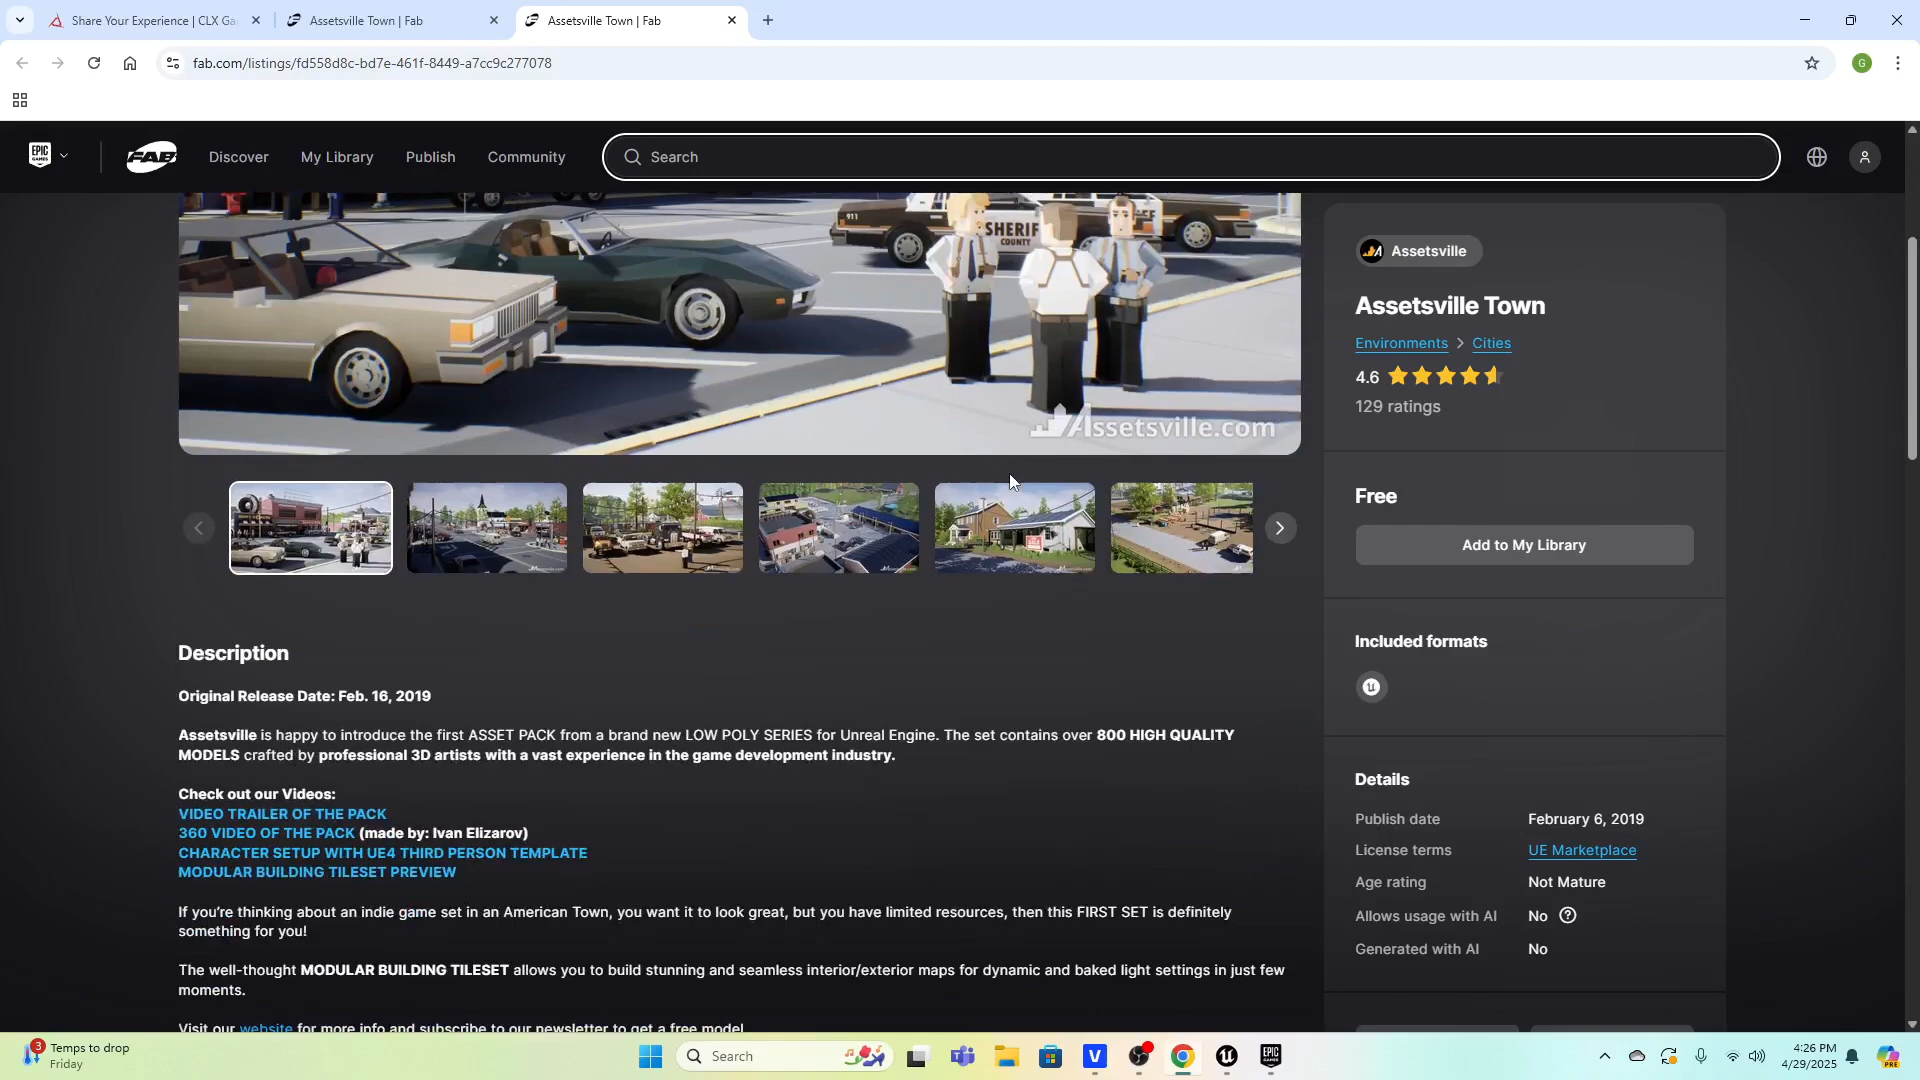 Share Your Experience | CLX Ga
Assetsville Town | Fab
Assetsville Town | Fab
fab.com/listings/fd558d8c-bd7e-461f-8449-a7cc9c277078
G
EPIC GAMES
FAB
Discover
My Library
Publish
Community
Search
911
SHERIF
COUNTY
Assetsville.com
Assetsville
Assetsville Town
Environments > Cities
4.6
129 ratings
Free
Add to My Library
Included formats
Details
Publish date February 6, 2019
License terms UE Marketplace
Age rating Not Mature
Allows usage with AI No
Generated with AI No
Description
Original Release Date: Feb. 16, 2019
Assetsville is happy to introduce the first ASSET PACK from a brand new LOW POLY SERIES for Unreal Engine. The set contains over 800 HIGH QUALITY
MODELS crafted by professional 3D artists with a vast experience in the game development industry.
Check out our Videos:
VIDEO TRAILER OF THE PACK
360 VIDEO OF THE PACK (made by: Ivan Elizarov)
CHARACTER SETUP WITH UE4 THIRD PERSON TEMPLATE
MODULAR BUILDING TILESET PREVIEW
If you're thinking about an indie game set in an American Town, you want it to look great, but you have limited resources, then this FIRST SET is definitely
something for you!
The well-thought MODULAR BUILDING TILESET allows you to build stunning and seamless interior/exterior maps for dynamic and baked light settings in just few
moments.
Visit our website for more info and subscribe to our newsletter to get a free model
3
Temps to drop
Friday
Search
4:26 PM
4/29/2025